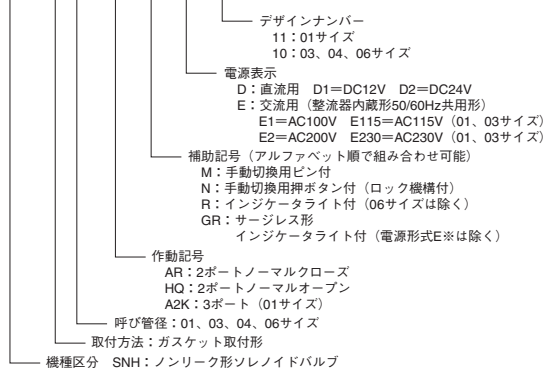 デザインナンバー
11：01サイズ
10：03、04、06サイズ
電源表示
D：直流用 D1＝DC12V D2＝DC24V
E：交流用（整流器内蔵形50/60Hz共用形）
E1＝AC100V E115＝AC115V（01、03サイズ）
E2＝AC200V E230＝AC230V（01、03サイズ）
補助記号（アルファベット順で組み合わせ可能）
M：手動切換用ピン付
N：手動切換用押ボタン付（ロック機構付）
R：インジケータライト付（06サイズは除く）
GR：サージレス形
インジケータライト付（電源形式E※は除く）
作動記号
AR：2ポートノーマルクローズ
HQ：2ポートノーマルオープン
A2K：3ポート（01サイズ）
呼び管径：01、03、04、06サイズ
取付方法：ガスケット取付形
機種区分 SNH：ノンリーク形ソレノイドバルブ